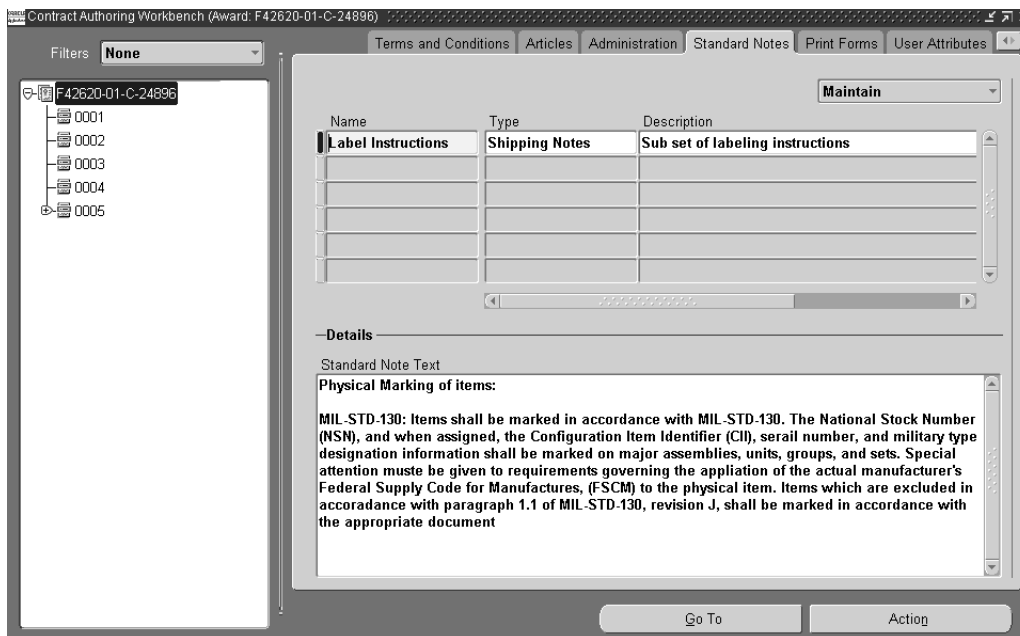 Contract Authoring Workbench (Award: F42620-01-C-24896)
Filters None
Terms and Conditions Articles Administration Standard Notes Print Forms User Attributes
F42620-01-C-24896
0001
0002
0003
0004
0005
Maintain
Name Type Description
Label Instructions Shipping Notes Sub set of labeling instructions
Details
Standard Note Text
Physical Marking of items:
MIL-STD-130: Items shall be marked in accordance with MIL-STD-130. The National Stock Number
(NSN), and when assigned, the Configuration Item Identifier (CII), serail number, and military type
designation information shall be marked on major assemblies, units, groups, and sets. Special
attention muste be given to requirements governing the appliation of the actual manufacturer's
Federal Supply Code for Manufactures, (FSCM) to the physical item. Items which are excluded in
accoradance with paragraph 1.1 of MIL-STD-130, revision J, shall be marked in accordance with
the appropriate document
Go To Action